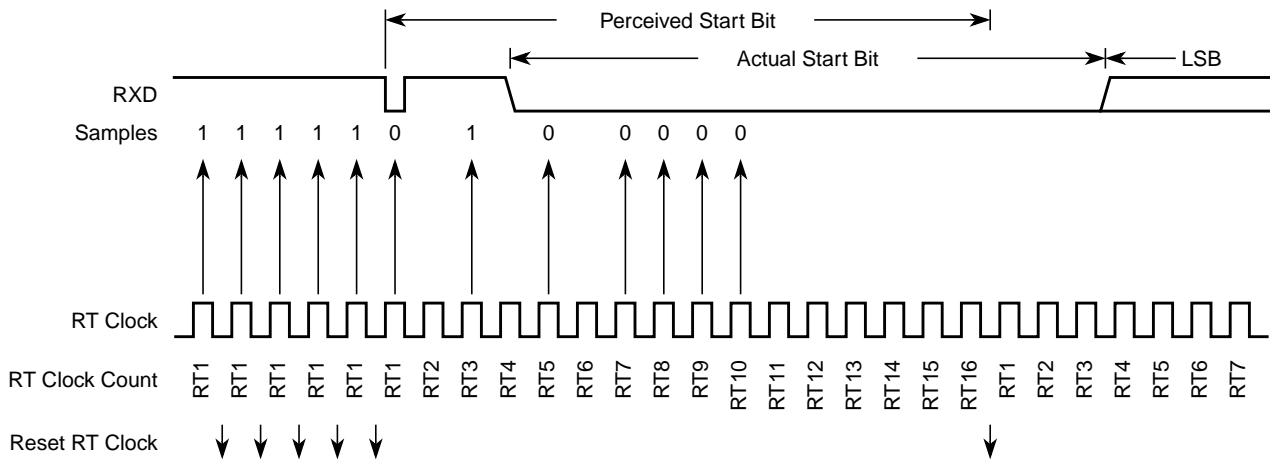 Perceived Start Bit
Actual Start Bit LSB
RXD
Samples 1 1 1 1 1 0 1 0 0 0 0 0
RT Clock
RT Clock Count RT1 RT1 RT1 RT1 RT1 RT1 RT2 RT3 RT4 RT5 RT6 RT7 RT8 RT9 RT10 RT11 RT12 RT13 RT14 RT15 RT16 RT1 RT2 RT3 RT4 RT5 RT6 RT7
Reset RT Clock